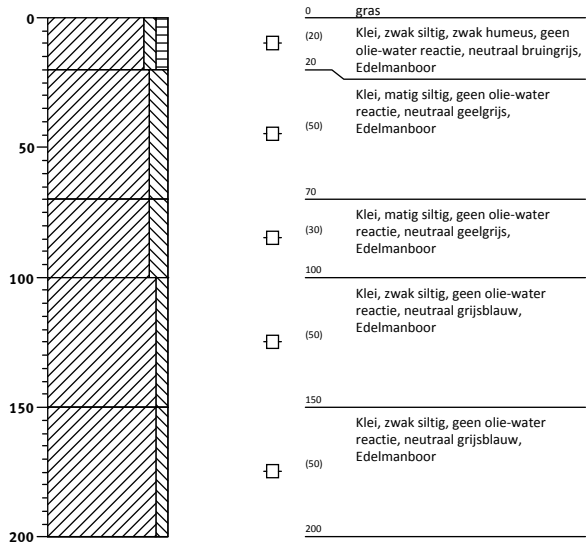 0
50
100
150
200
0 gras
(20) Klei, zwak siltig, zwak humeus, geen
olie-water reactie, neutraal bruingrijs,
20 Edelmanboor
Klei, matig siltig, geen olie-water
(50) reactie, neutraal geelgrijs,
Edelmanboor
70
Klei, matig siltig, geen olie-water
(30) reactie, neutraal geelgrijs,
Edelmanboor
100
Klei, zwak siltig, geen olie-water
reactie, neutraal grijsblauw,
(50) Edelmanboor
150
Klei, zwak siltig, geen olie-water
reactie, neutraal grijsblauw,
(50) Edelmanboor
200